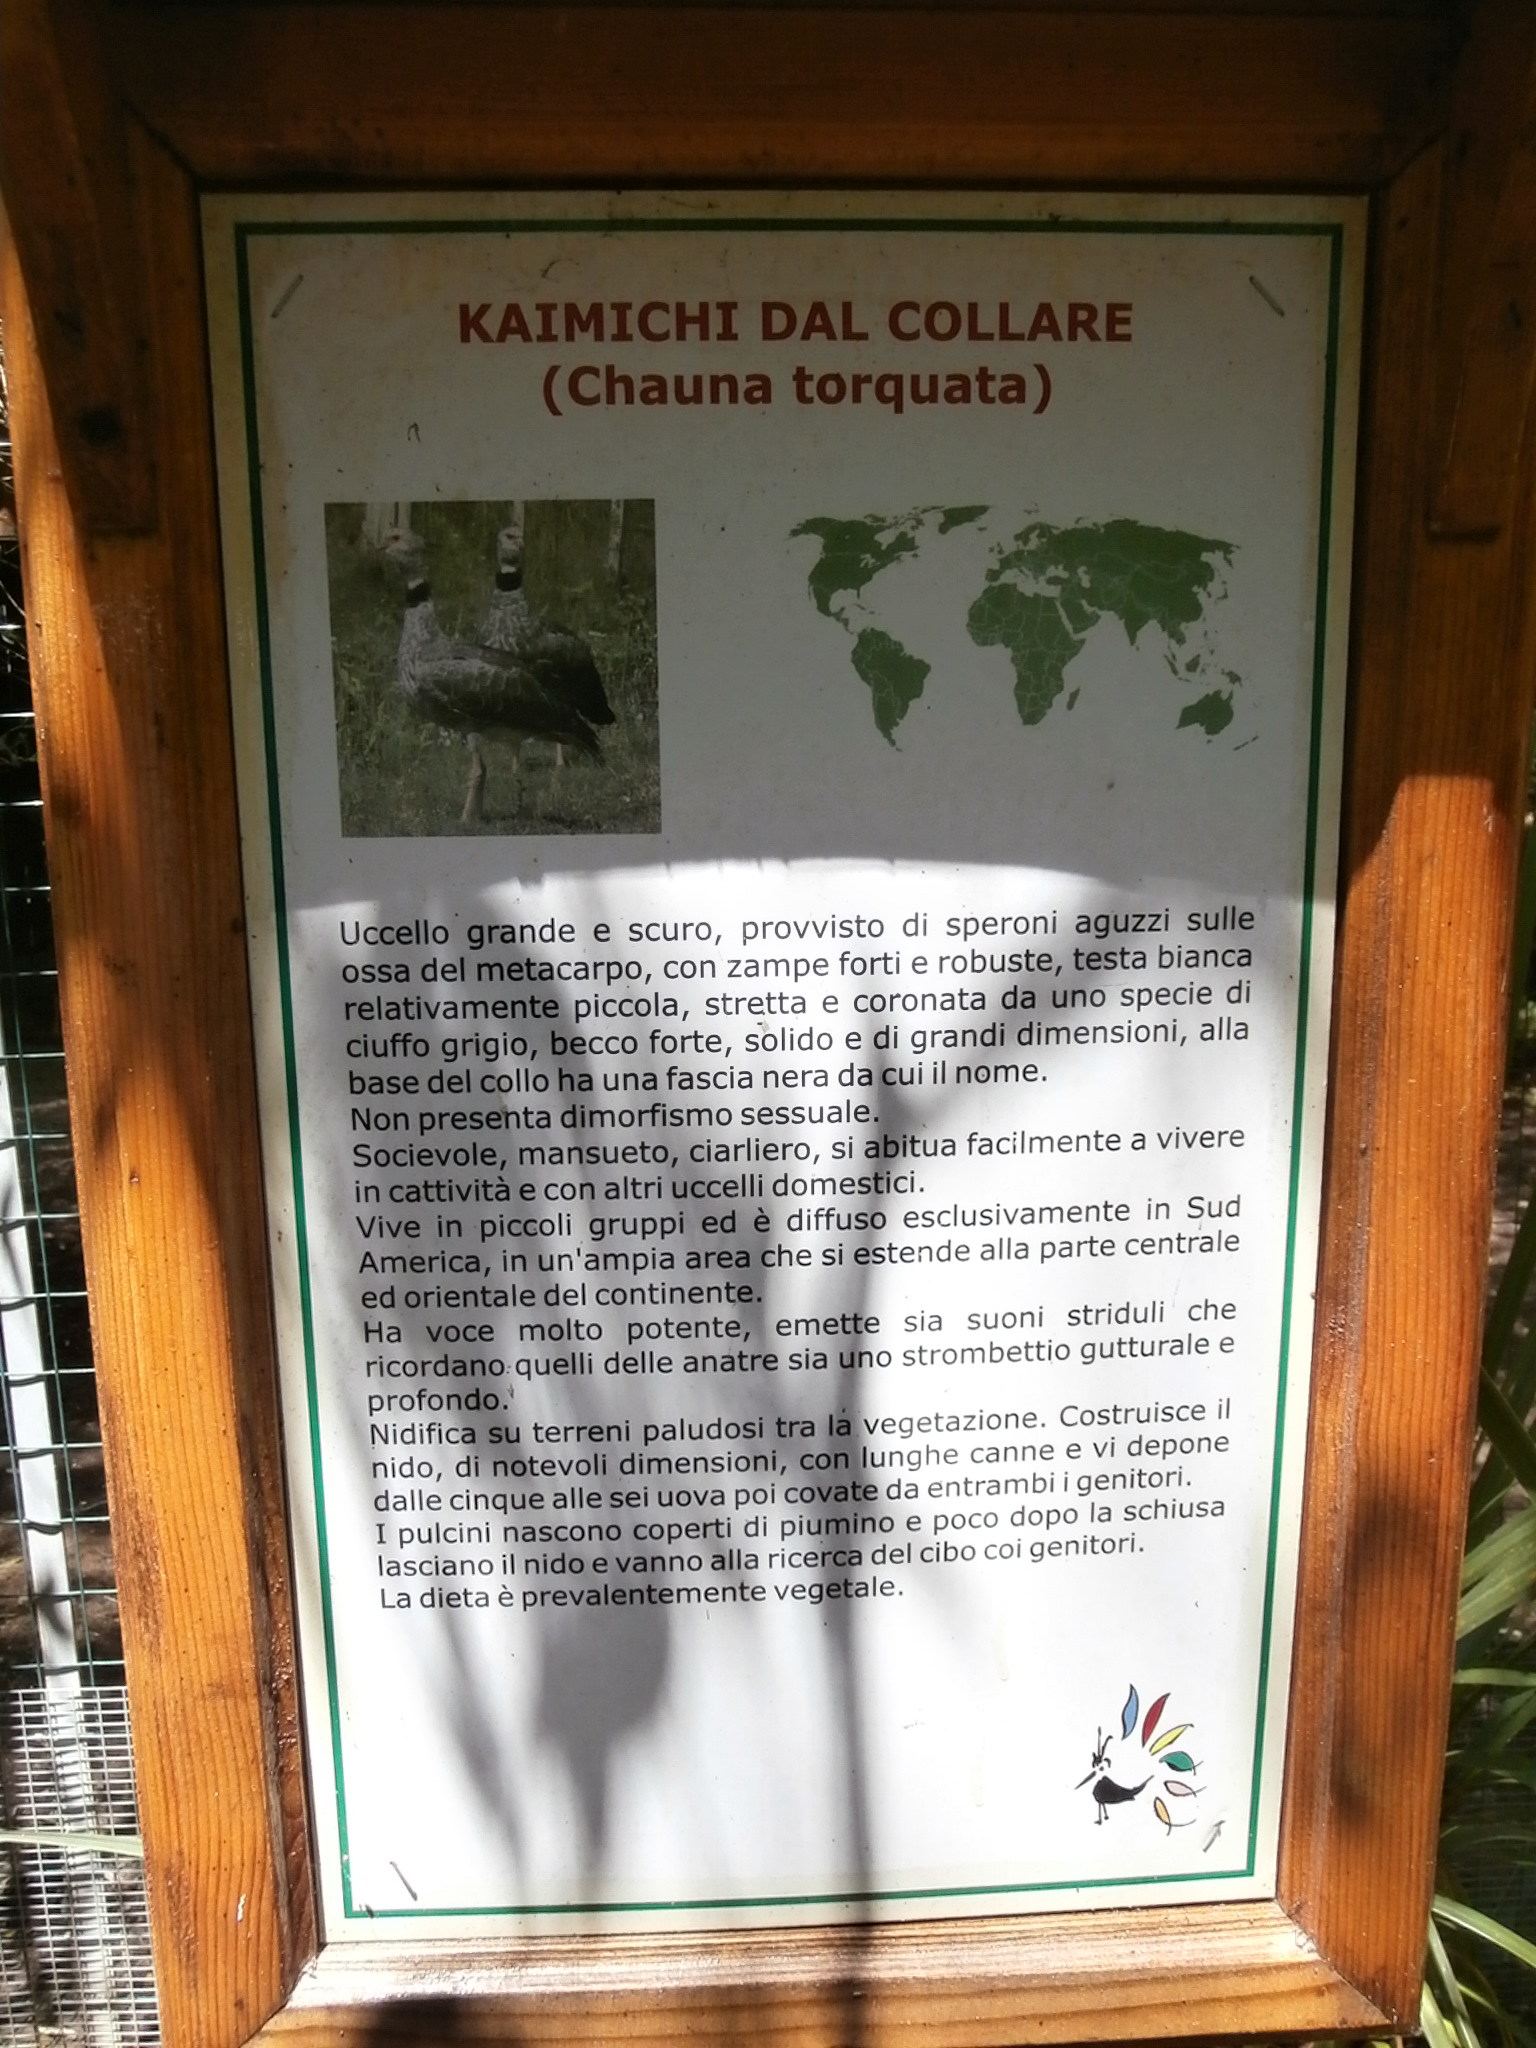 KAIMICHI DAL COLLARE
(Chauna torquata)
Uccello grande e scuro, provvisto di speroni aguzzi sulle
ossa del metacarpo, con zampe forti e robuste, testa bianca
relativamente piccola, stretta e coronata da uno specie di
ciuffo grigio, becco forte, solido e di grandi dimensioni, alla
base del collo ha una fascia nera da cui il nome.
Non presenta dimorfismo sessuale.
Socievole, mansueto, ciarliero, si abitua facilmente a vivere
in cattività e con altri uccelli domestici.
Vive in piccoli gruppi ed è diffuso esclusivamente in Sud
America, in un'ampia area che si estende alla parte centrale
ed orientale del continente.
Ha voce molto potente, emette sia suoni striduli che
ricordano quelli delle anatre sia uno strombettio gutturale e
profondo.
Nidifica su terreni paludosi tra la vegetazione. Costruisce il
nido, di notevoli dimensioni, con lunghe canne e vi depone
dalle cinque alle sei uova poi covate da entrambi i genitori.
I pulcini nascono coperti di piumino e poco dopo la schiusa
lasciano il nido e vanno alla ricerca del cibo coi genitori.
La dieta è prevalentemente vegetale.